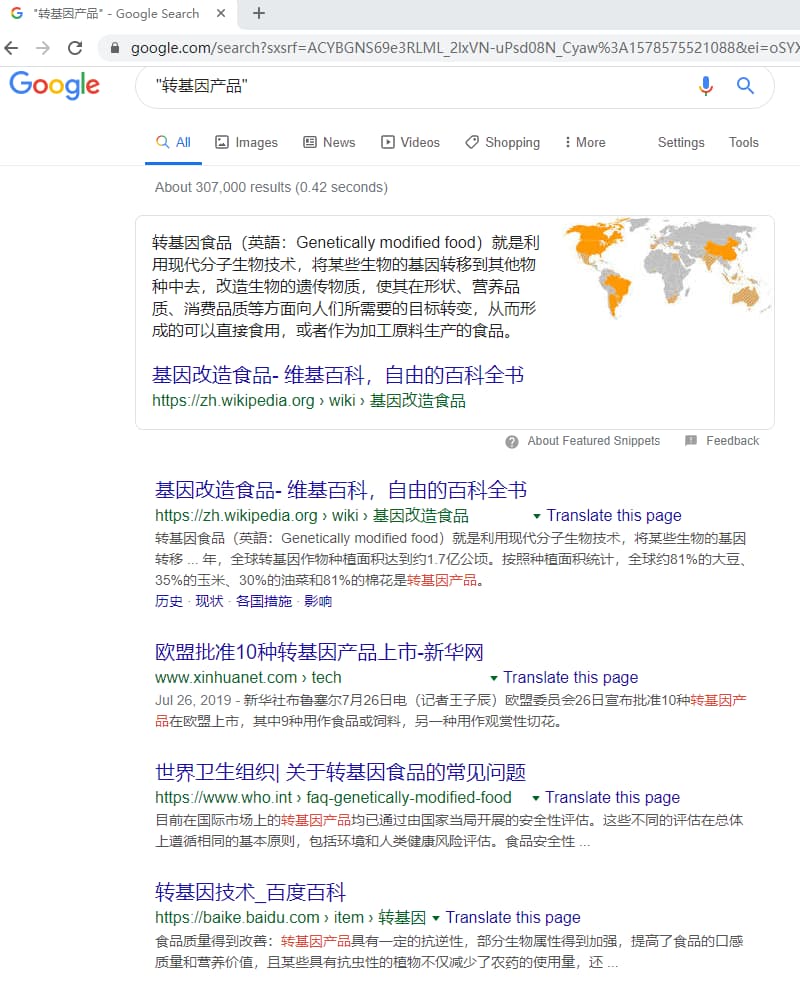 "转基因产品" - Google Search
google.com/search?sxsrf=ACYBGNS69e3RLML_2lxVN-uPsd08N_Cyaw%3A1578575521088&ei=oSYX
Google
"转基因产品"
All Images News Videos Shopping More Settings Tools
About 307,000 results (0.42 seconds)
转基因食品（英語：Genetically modified food）就是利
用现代分子生物技术，将某些生物的基因转移到其他物
种中去，改造生物的遗传物质，使其在形状、营养品
质、消费品质等方面向人们所需要的目标转变，从而形
成的可以直接食用，或者作为加工原料生产的食品。
基因改造食品- 维基百科，自由的百科全书
https://zh.wikipedia.org › wiki › 基因改造食品
About Featured Snippets Feedback
基因改造食品- 维基百科，自由的百科全书
https://zh.wikipedia.org › wiki › 基因改造食品 Translate this page
转基因食品（英語：Genetically modified food）就是利用现代分子生物技术，将某些生物的基因
转移 ... 年，全球转基因作物种植面积达到约1.7亿公顷。按照种植面积统计，全球约81%的大豆、
35%的玉米、30%的油菜和81%的棉花是转基因产品。
历史 · 现状 · 各国措施 · 影响
欧盟批准10种转基因产品上市-新华网
www.xinhuanet.com › tech Translate this page
Jul 26, 2019 - 新华社布鲁塞尔7月26日电（记者王子辰）欧盟委员会26日宣布批准10种转基因产
品在欧盟上市，其中9种用作食品或饲料，另一种用作观赏性切花。
世界卫生组织| 关于转基因食品的常见问题
https://www.who.int › faq-genetically-modified-food Translate this page
目前在国际市场上的转基因产品均已通过由国家当局开展的安全性评估。这些不同的评估在总体
上遵循相同的基本原则，包括环境和人类健康风险评估。食品安全性 ...
转基因技术_百度百科
https://baike.baidu.com › item › 转基因 Translate this page
食品质量得到改善：转基因产品具有一定的抗逆性，部分生物属性得到加强，提高了食品的口感
质量和营养价值，且某些具有抗虫性的植物不仅减少了农药的使用量，还 ...